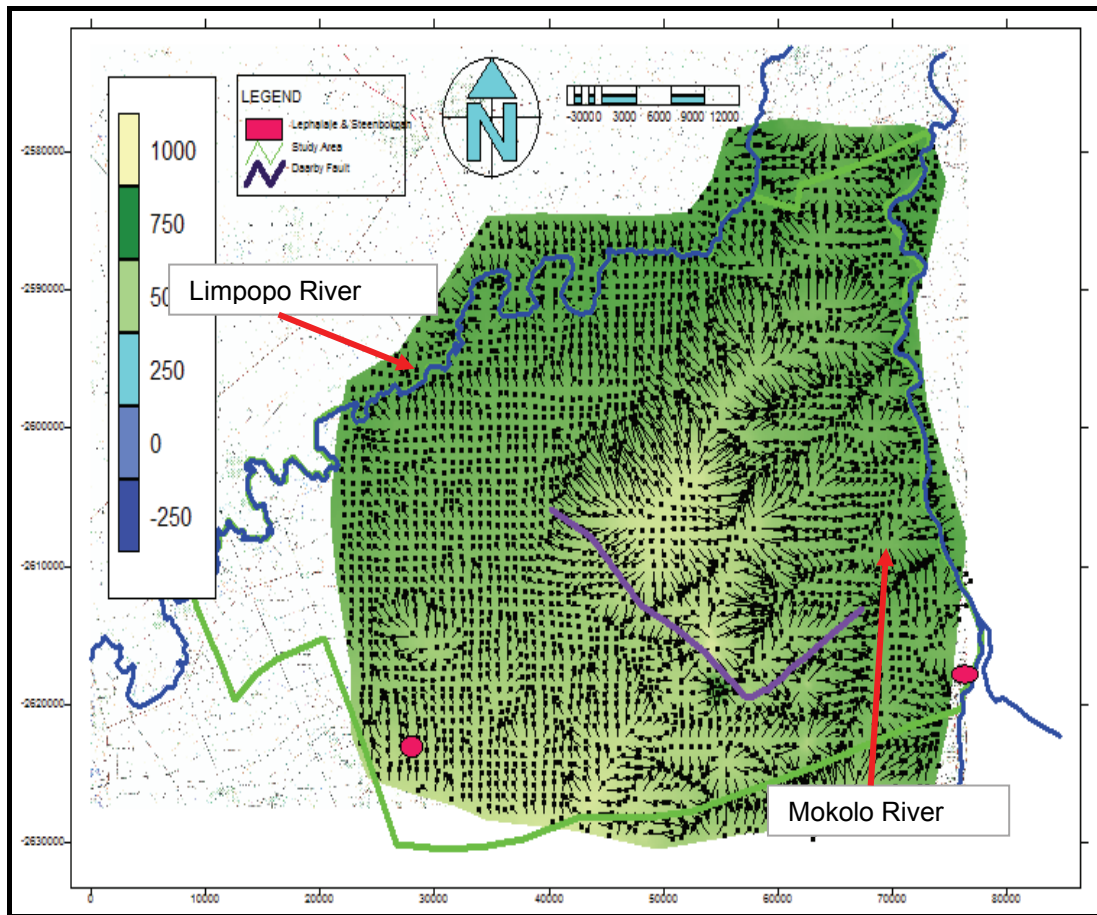 LEGEND
Lephalale & Steenbokpan
Study Area
Daarby Fault
N
-30000 3000 6000 9000 12000
1000
750
50
250
0
-250
Limpopo River
Mokolo River
-2580000
-2590000
-2600000
-2610000
-2620000
-2630000
0 10000 20000 30000 40000 50000 60000 70000 80000